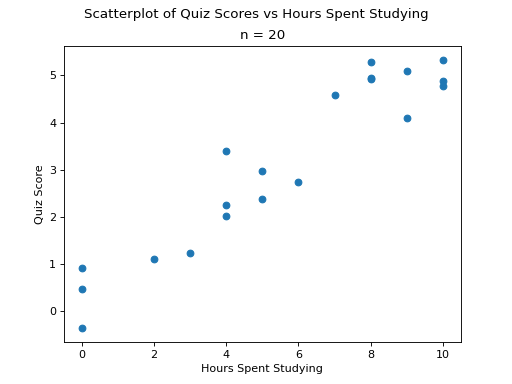 Scatterplot of Quiz Scores vs Hours Spent Studying
n = 20
5
4
3
2
1
0
Quiz Score
0 2 4 6 8 10
Hours Spent Studying